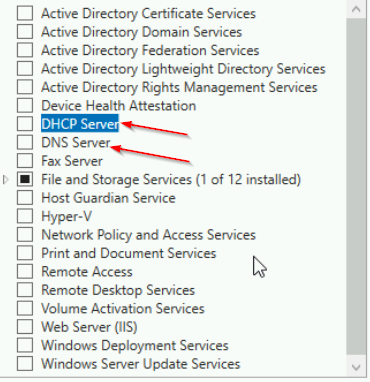 Active Directory Certificate Services
Active Directory Domain Services
Active Directory Federation Services
Active Directory Lightweight Directory Services
Active Directory Rights Management Services
Device Health Attestation
DHCP Server
DNS Server
Fax Server
File and Storage Services (1 of 12 installed)
Host Guardian Service
Hyper-V
Network Policy and Access Services
Print and Document Services
Remote Access
Remote Desktop Services
Volume Activation Services
Web Server (IIS)
Windows Deployment Services
Windows Server Update Services